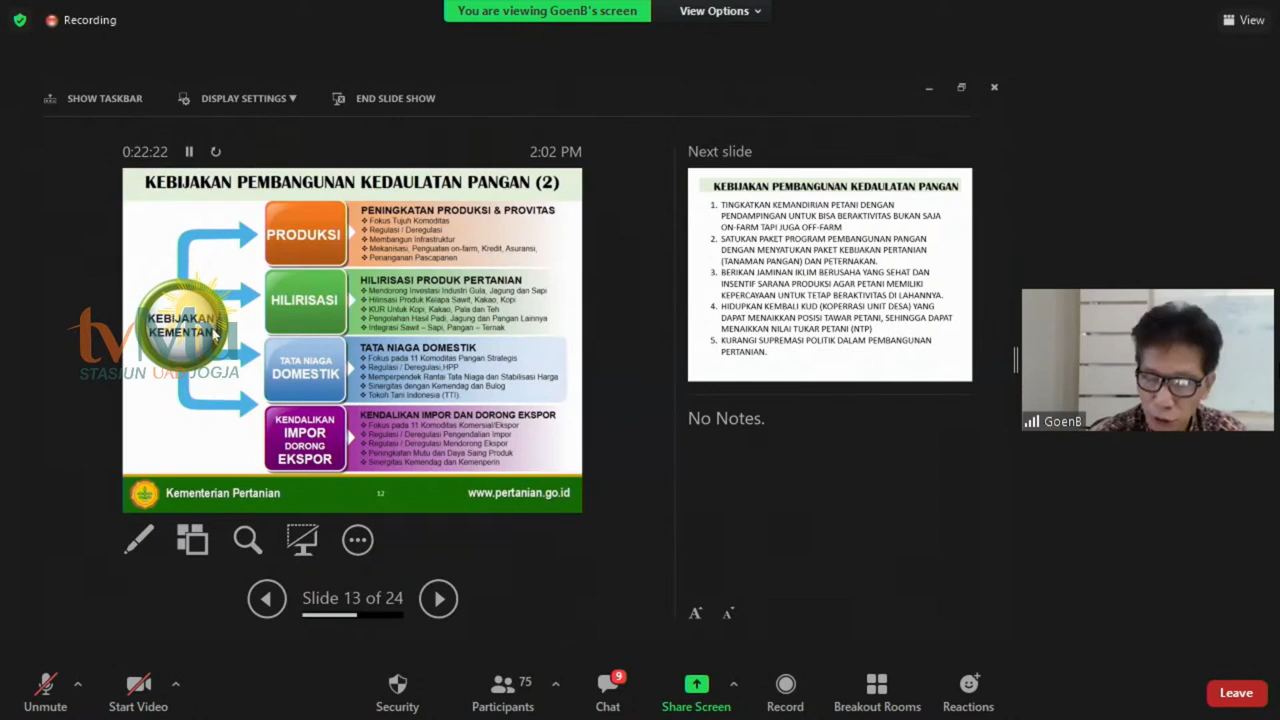 Recording
You are viewing GoenB's screen
View Options
View
SHOW TASKBAR
DISPLAY SETTINGS
END SLIDE SHOW
0:22:22
2:02 PM
KEBIJAKAN PEMBANGUNAN KEDAULATAN PANGAN (2)
KEBIJAKAN
KEMENTAN
tvMu
STASIUN UAD JOGJA
PRODUKSI
PENINGKATAN PRODUKSI & PROVITAS
Fokus Tujuh Komoditas
Regulasi / Deregulasi
Membangun Infrastruktur
Mekanisasi, Penguatan on-farm, Kredit, Asuransi,
Penanganan Pascapanen
HILIRISASI
HILIRISASI PRODUK PERTANIAN
Mendorong Investasi Industri Gula, Jagung dan Sapi
Hilirisasi Produk Kelapa Sawit, Kakao, Kopi
KUR Untuk Kopi, Kakao, Pala dan Teh
Pengolahan Hasil Padi, Jagung dan Pangan Lainnya
Integrasi Sawit – Sapi, Pangan – Ternak
TATA NIAGA
DOMESTIK
TATA NIAGA DOMESTIK
Fokus pada 11 Komoditas Pangan Strategis
Regulasi / Deregulasi,HPP
Memperpendek Rantai Tata Niaga dan Stabilisasi Harga
Sinergitas dengan Kemendag dan Bulog
Tokoh Tani Indonesia (TTI).
KENDALIKAN
IMPOR
DORONG
EKSPOR
KENDALIKAN IMPOR DAN DORONG EKSPOR
Fokus pada 11 Komoditas Komersial/Ekspor
Regulasi / Deregulasi Pengendalian Impor
Regulasi / Deregulasi Mendorong Ekspor
Peningkatan Mutu dan Daya Saing Produk
Sinergitas Kemendag dan Kemenperin
Kementerian Pertanian
12
www.pertanian.go.id
Slide 13 of 24
Next slide
KEBIJAKAN PEMBANGUNAN KEDAULATAN PANGAN
1. TINGKATKAN KEMANDIRIAN PETANI DENGAN
PENDAMPINGAN UNTUK BISA BERAKTIVITAS BUKAN SAJA
ON-FARM TAPI JUGA OFF-FARM
2. SATUKAN PAKET PROGRAM PEMBANGUNAN PANGAN
DENGAN MENYATUKAN PAKET KEBIJAKAN PERTANIAN
(TANAMAN PANGAN) DAN PETERNAKAN.
3. BERIKAN JAMINAN IKLIM BERUSAHA YANG SEHAT DAN
INSENTIF SARANA PRODUKSI AGAR PETANI MEMILIKI
KEPERCAYAAN UNTUK TETAP BERAKTIVITAS DI LAHANNYA.
4. HIDUPKAN KEMBALI KUD (KOPERASI UNIT DESA) YANG
DAPAT MENAIKKAN POSISI TAWAR PETANI, SEHINGGA DAPAT
MENAIKKAN NILAI TUKAR PETANI (NTP)
5. KURANGI SUPREMASI POLITIK DALAM PEMBANGUNAN
PERTANIAN.
No Notes.
A A
GoenB
Unmute
Start Video
Security
75
Participants
9
Chat
Share Screen
Record
Breakout Rooms
Reactions
Leave